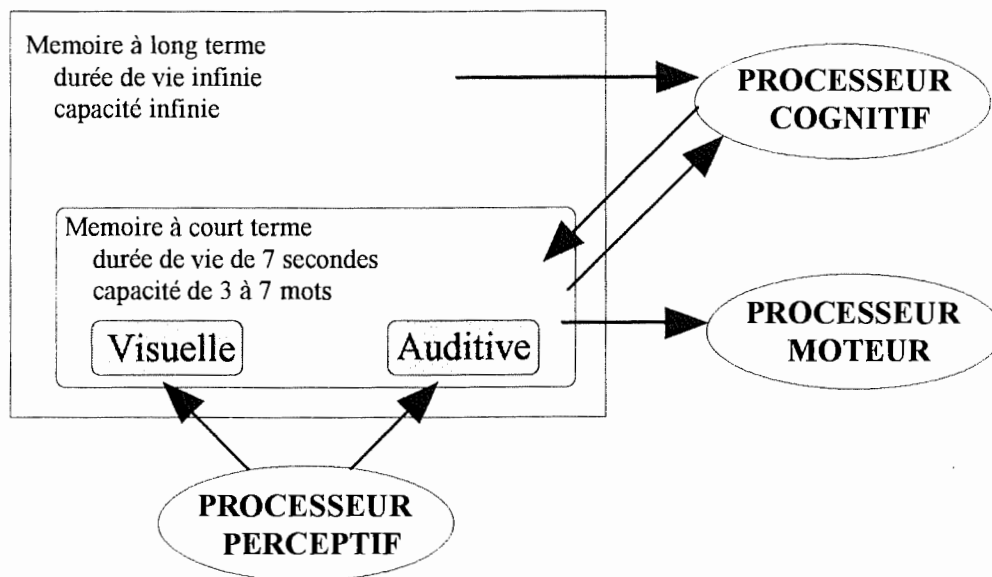 Memoire à long terme
durée de vie infinie
capacité infinie
PROCESSEUR
COGNITIF
Memoire à court terme
durée de vie de 7 secondes
capacité de 3 à 7 mots
Visuelle
Auditive
PROCESSEUR
MOTEUR
PROCESSEUR
PERCEPTIF